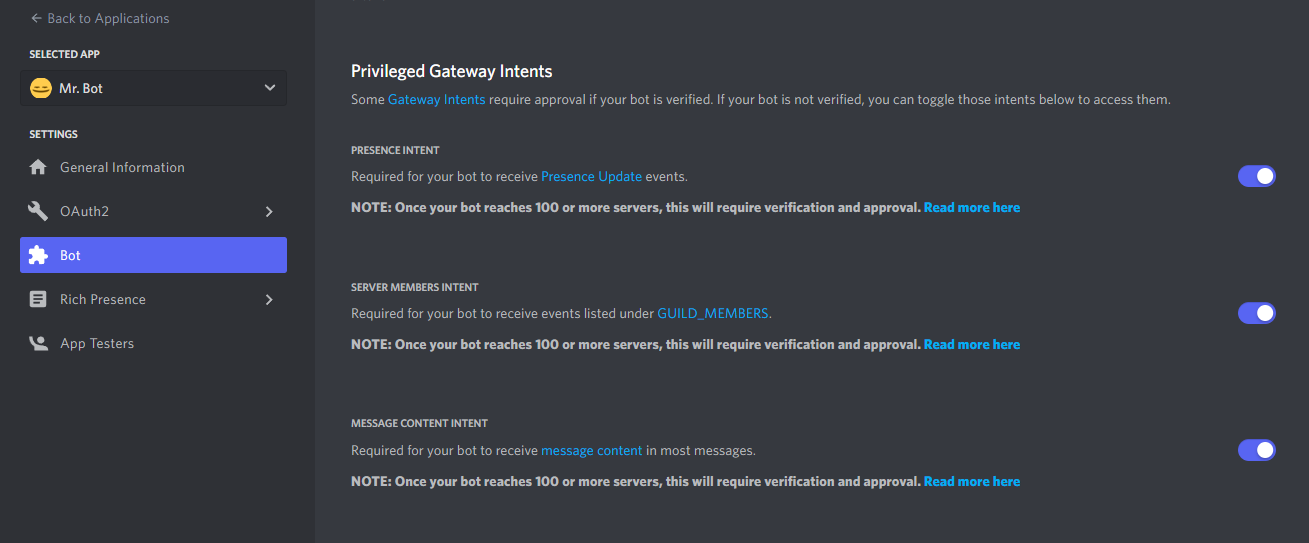 Back to Applications
SELECTED APP
Mr. Bot
SETTINGS
General Information
OAuth2
Bot
Rich Presence
App Testers
Privileged Gateway Intents
Some Gateway Intents require approval if your bot is verified. If your bot is not verified, you can toggle those intents below to access them.
PRESENCE INTENT
Required for your bot to receive Presence Update events.
NOTE: Once your bot reaches 100 or more servers, this will require verification and approval. Read more here
SERVER MEMBERS INTENT
Required for your bot to receive events listed under GUILD_MEMBERS.
NOTE: Once your bot reaches 100 or more servers, this will require verification and approval. Read more here
MESSAGE CONTENT INTENT
Required for your bot to receive message content in most messages.
NOTE: Once your bot reaches 100 or more servers, this will require verification and approval. Read more here